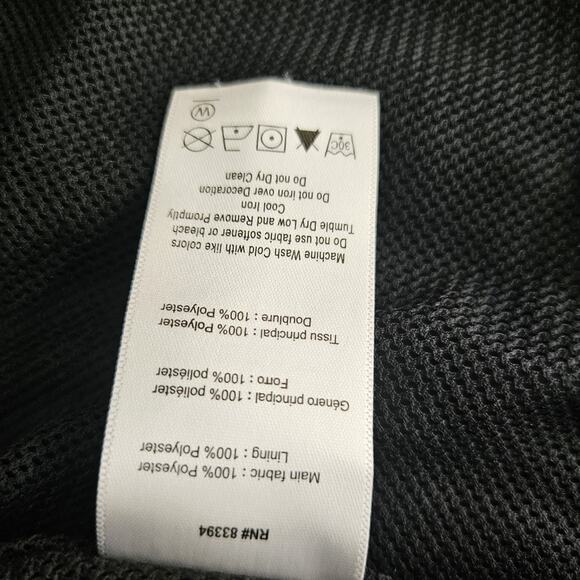 RN# 83394
Main fabric : 100% Polyester
Lining : 100% Polyester
Género principal : 100% poliéster
Forro : 100% poliéster
Tissu principal : 100% Polyester
Doublure : 100% Polyester
Machine Wash Cold with like colors
Do not use fabric softener or bleach
Tumble Dry Low and Remove Promptly
Cool Iron
Do not Iron over Decoration
Do not Dry Clean
30C
W